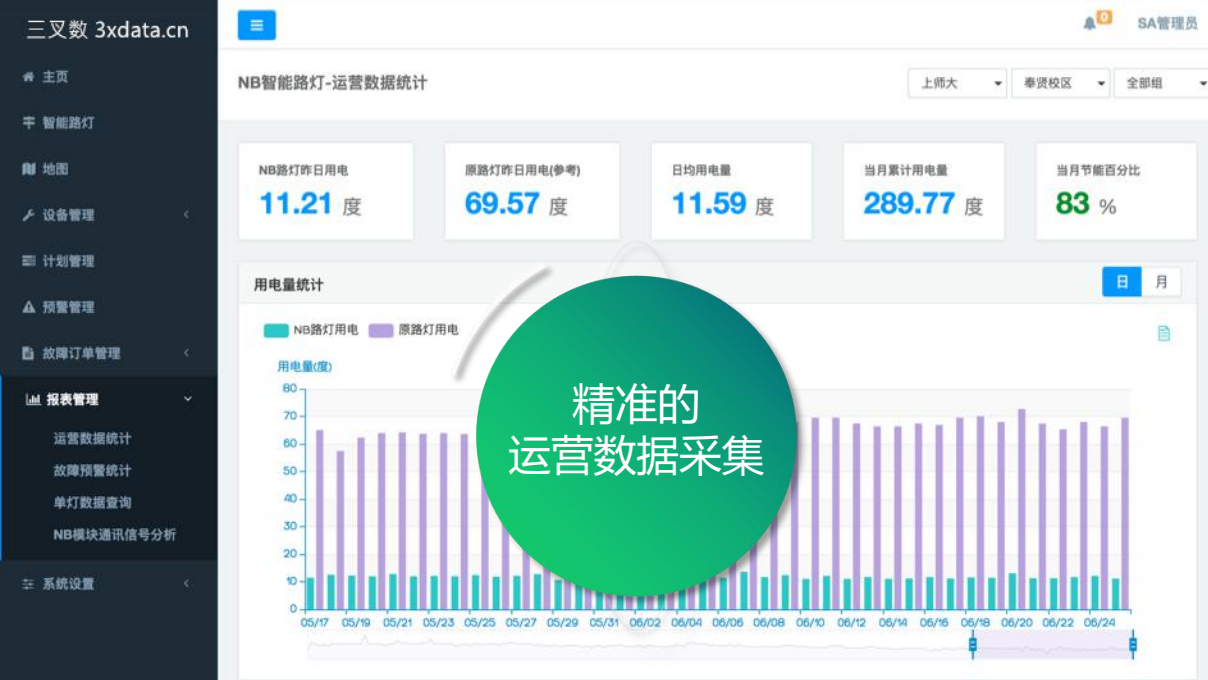 三叉数 3xdata.cn
0
SA管理员
主页
智能路灯
地图
设备管理
计划管理
预警管理
故障订单管理
报表管理
运营数据统计
故障预警统计
单灯数据查询
NB模块通讯信号分析
系统设置
NB智能路灯-运营数据统计
上师大
奉贤校区
全部组
NB路灯昨日用电
11.21 度
原路灯昨日用电(参考)
69.57 度
日均用电量
11.59 度
当月累计用电量
289.77 度
当月节能百分比
83 %
用电量统计
日 月
NB路灯用电 原路灯用电
用电量(度)
80
70
60
50
40
30
20
10
0
05/17 05/19 05/21 05/23 05/25 05/27 05/29 05/31 06/02 06/04 06/06 06/08 06/10 06/12 06/14 06/16 06/18 06/20 06/22 06/24
精准的
运营数据采集